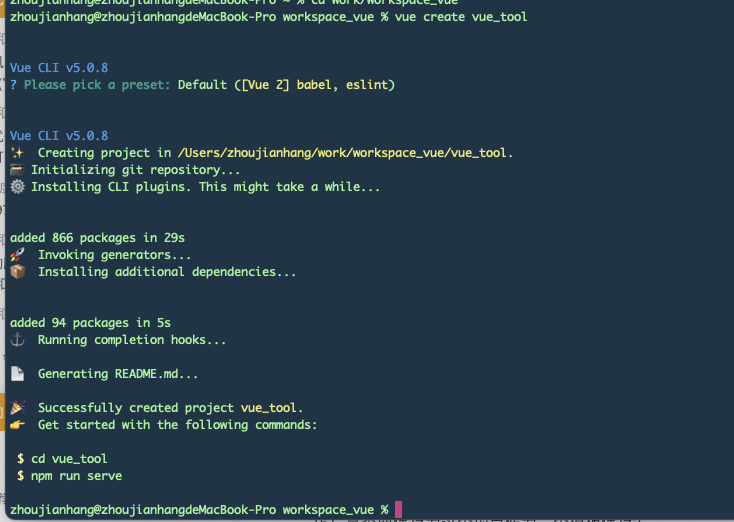 zhoujianhang@zhoujianhangdeMacBook-Pro ~ % cd work/workspace_vue
zhoujianhang@zhoujianhangdeMacBook-Pro workspace_vue % vue create vue_tool
Vue CLI v5.0.8
? Please pick a preset: Default ([Vue 2] babel, eslint)
Vue CLI v5.0.8
✨ Creating project in /Users/zhoujianhang/work/workspace_vue/vue_tool.
🗃 Initializing git repository...
⚙️ Installing CLI plugins. This might take a while...
added 866 packages in 29s
🚀 Invoking generators...
📦 Installing additional dependencies...
added 94 packages in 5s
⚓ Running completion hooks...
📄 Generating README.md...
🎉 Successfully created project vue_tool.
👉 Get started with the following commands:
$ cd vue_tool
$ npm run serve
zhoujianhang@zhoujianhangdeMacBook-Pro workspace_vue %